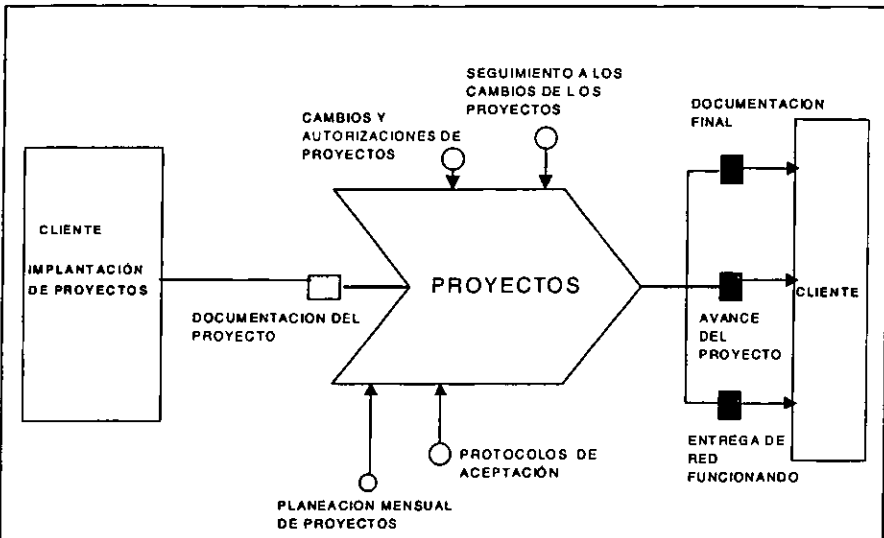 SEGUIMIENTO A LOS
CAMBIOS DE LOS
PROYECTOS
CAMBIOS Y
AUTORIZACIONES DE
PROYECTOS
DOCUMENTACION
FINAL
CLIENTE
IMPLANTACIÓN
DE PROYECTOS
DOCUMENTACION DEL
PROYECTO
PROYECTOS
CLIENTE
AVANCE
DEL
PROYECTO
PROTOCOLOS DE
ACEPTACIÓN
PLANEACION MENSUAL
DE PROYECTOS
ENTREGA DE
RED
FUNCIONANDO